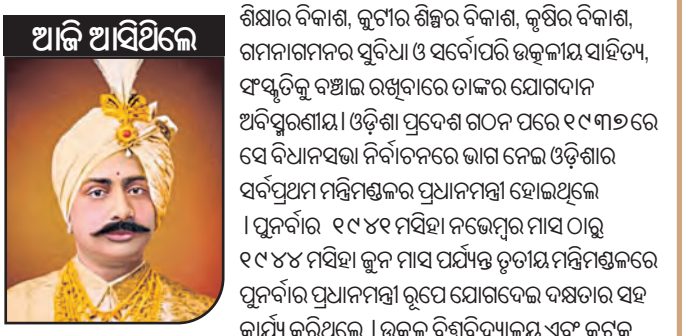 ଆଜି ଆସିଥିଲେ
ଶିକ୍ଷାର ବିକାଶ, କୁଟୀର ଶିଳ୍ପର ବିକାଶ, କୃଷିର ବିକାଶ,
ଗମନାଗମନର ସୁବିଧା ଓ ସର୍ବୋପରି ଉତ୍କଳୀୟ ସାହିତ୍ୟ,
ସଂସ୍କୃତିକୁ ବଞ୍ଚାଇ ରଖିବାରେ ତାଙ୍କର ଯୋଗଦାନ
ଅବିସ୍ମରଣୀୟ। ଓଡ଼ିଶା ପ୍ରଦେଶ ଗଠନ ପରେ ୧୯୩୭ ରେ
ସେ ବିଧାନସଭା ନିର୍ବାଚନରେ ଭାଗ ନେଇ ଓଡ଼ିଶାର
ସର୍ବପ୍ରଥମ ମନ୍ତ୍ରିମଣ୍ଡଳର ପ୍ରଧାନମନ୍ତ୍ରୀ ହୋଇଥିଲେ
। ପୁନର୍ବାର ୧୯୪୧ ମସିହା ନଭେମ୍ବର ମାସ ଠାରୁ
୧୯୪୪ ମସିହା ଜୁନ ମାସ ପର୍ଯ୍ୟନ୍ତ ତୃତୀୟ ମନ୍ତ୍ରିମଣ୍ଡଳରେ
ପୁନର୍ବାର ପ୍ରଧାନମନ୍ତ୍ରୀ ରୂପେ ଯୋଗଦେଇ ଦକ୍ଷତାର ସହ
କାର୍ଯ୍ୟ କରିଥିଲେ । ଉତ୍କଳ ବିଶ୍ୱବିଦ୍ୟାଳୟ ଏବଂ କଟକ